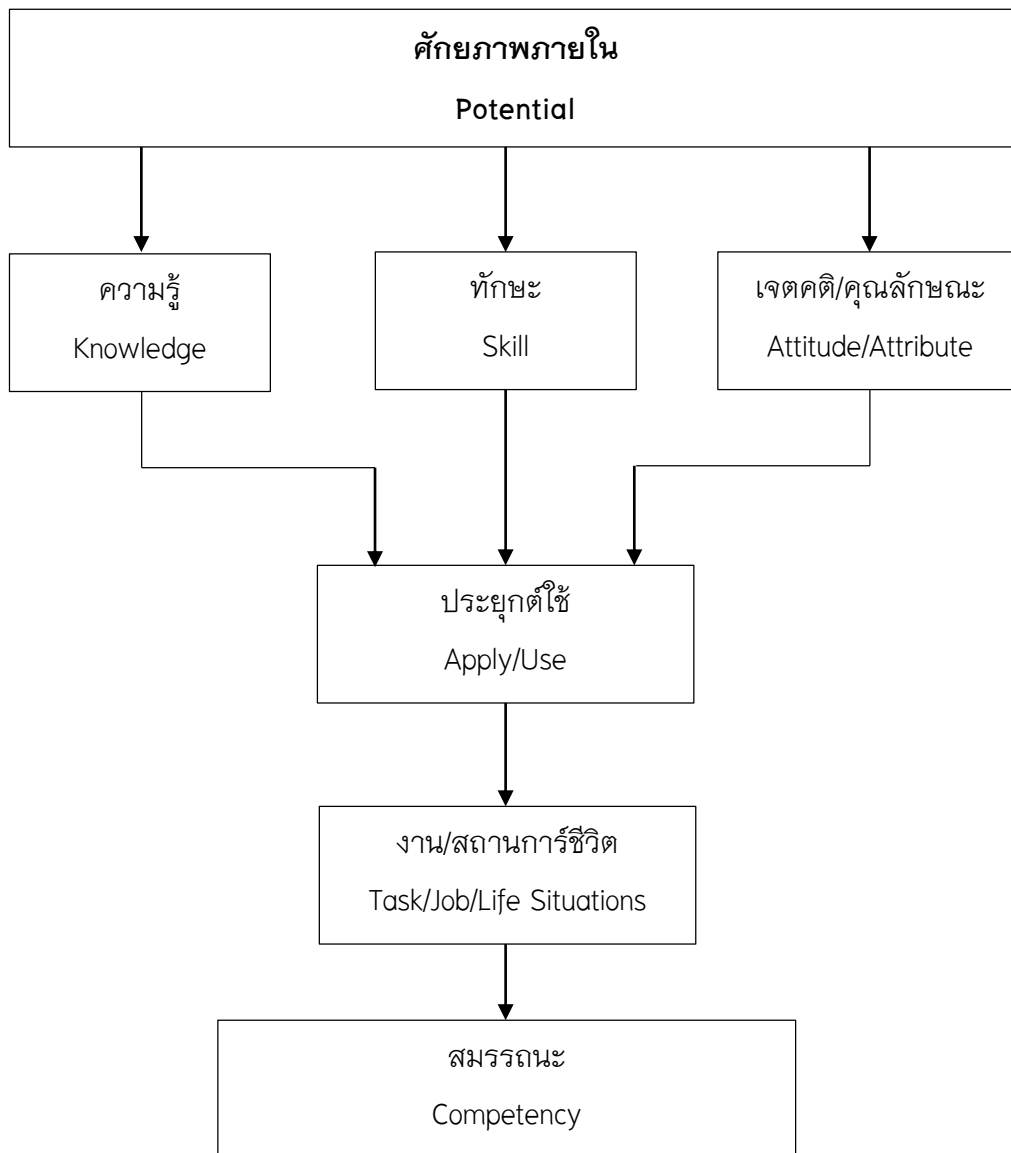 ศักยภาพภายใน
Potential
ความรู้
Knowledge
ทักษะ
Skill
เจตคติ/คุณลักษณะ
Attitude/Attribute
ประยุกต์ใช้
Apply/Use
งาน/สถานการ์ชีวิต
Task/Job/Life Situations
สมรรถนะ
Competency